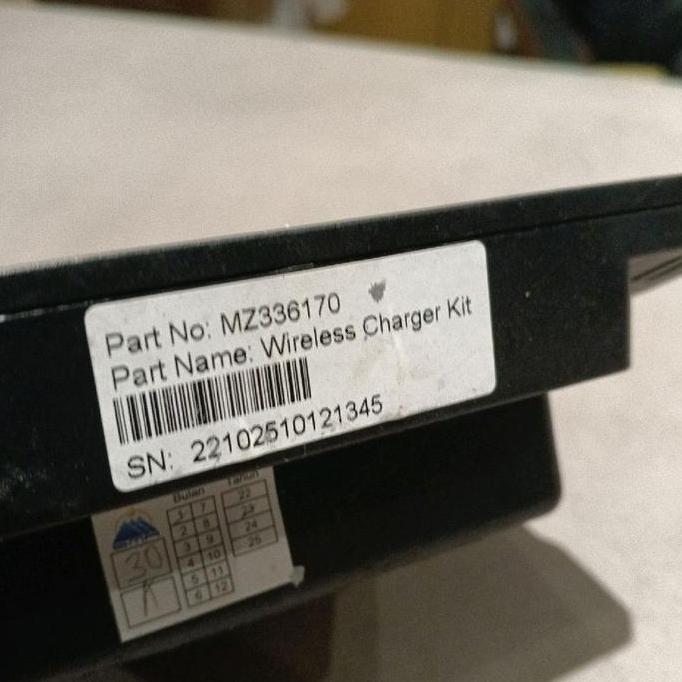 Part No: MZ336170
Part Name: Wireless Charger Kit
SN: 22102510121345
Bulan Tahun
1 7 22
2 8 23
3 9 24
4 10 25
5 11
6 12
30
A